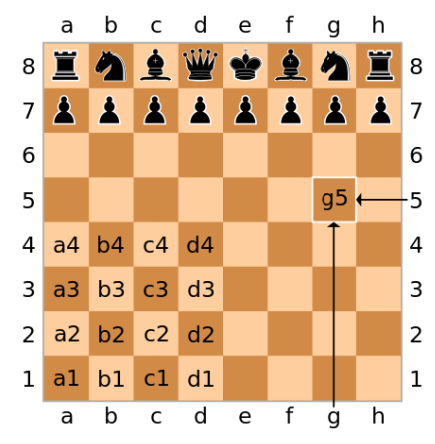 a b c d e f g h
8 8
7 7
6 6
5 g5 5
4 a4 b4 c4 d4 4
3 a3 b3 c3 d3 3
2 a2 b2 c2 d2 2
1 a1 b1 c1 d1 1
a b c d e f g h